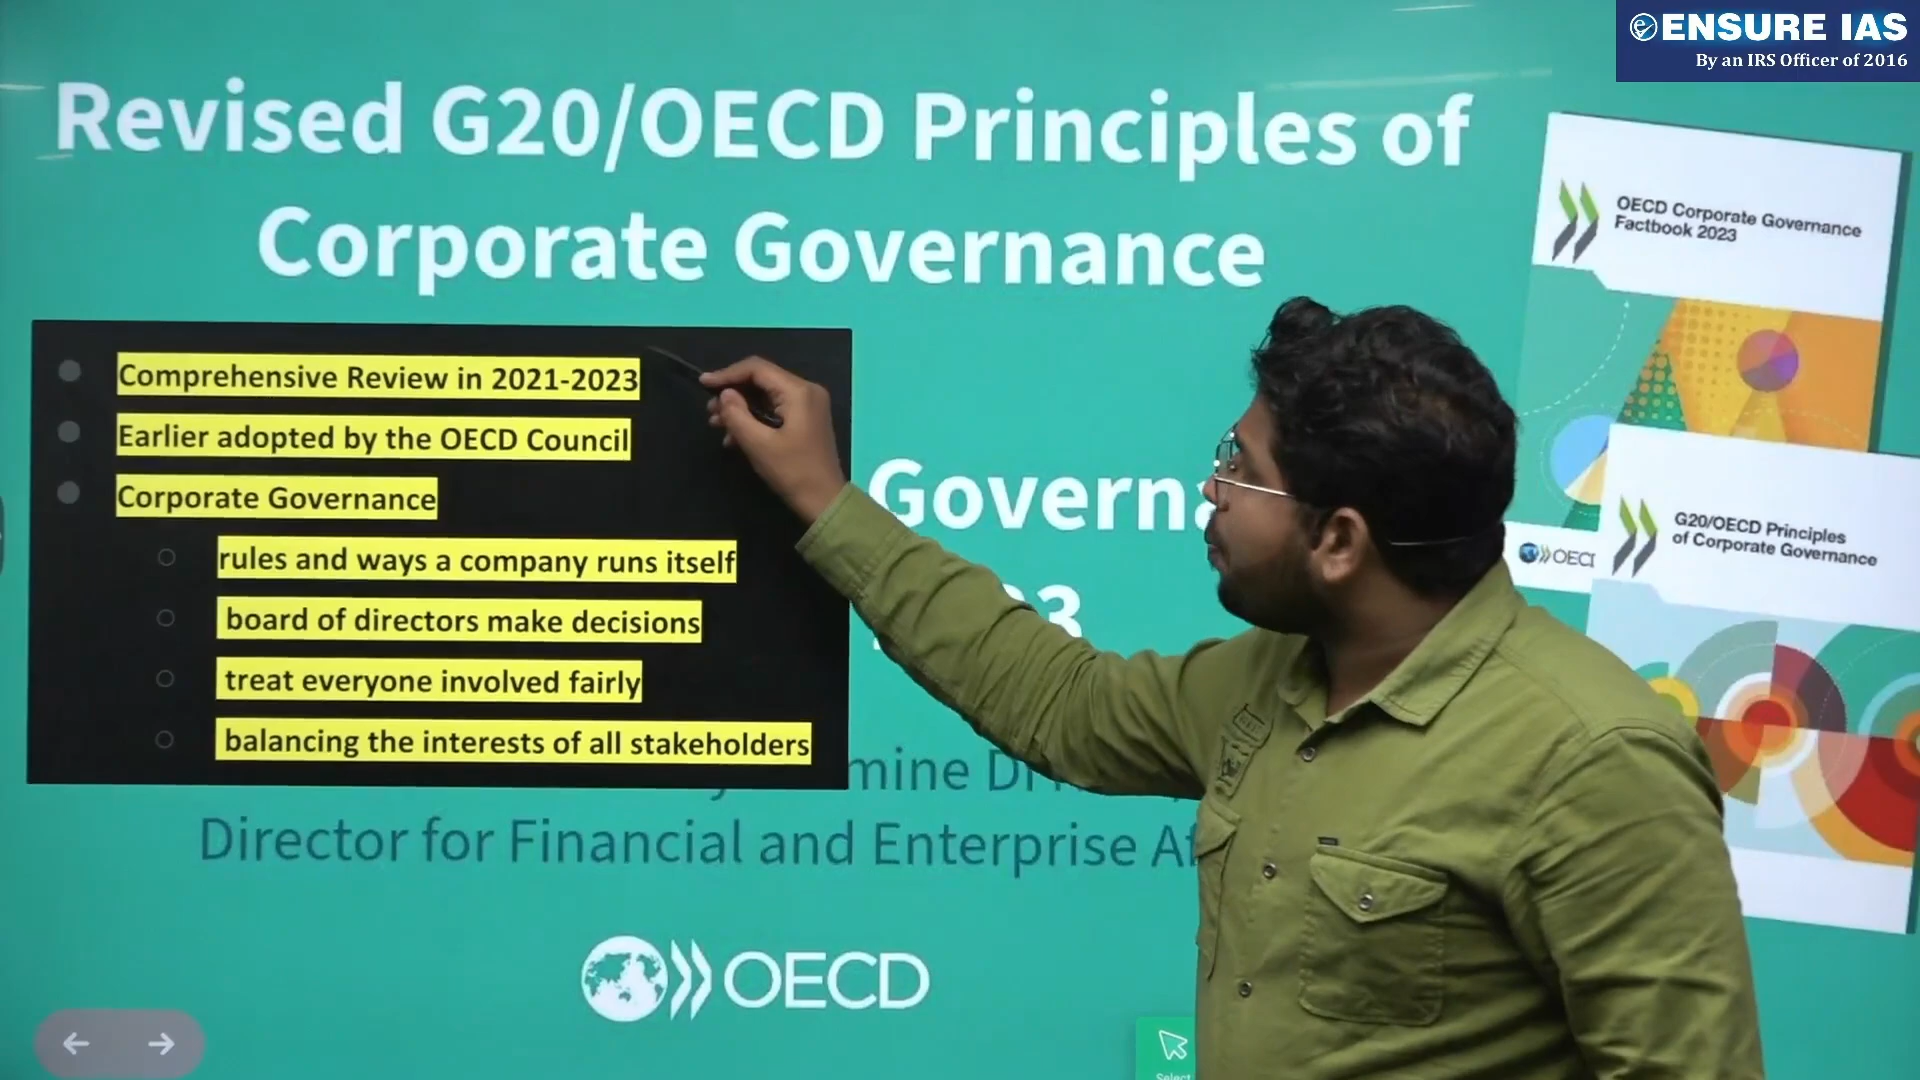 ENSURE IAS
By an IRS Officer of 2016
Revised G20/OECD Principles of
Corporate Governance
OECD Corporate Governance
Factbook 2023
Comprehensive Review in 2021-2023
Earlier adopted by the OECD Council
Corporate Governance
rules and ways a company runs itself
board of directors make decisions
treat everyone involved fairly
balancing the interests of all stakeholders
G20/OECD Principles
of Corporate Governance
Director for Financial and Enterprise
OECD
Select